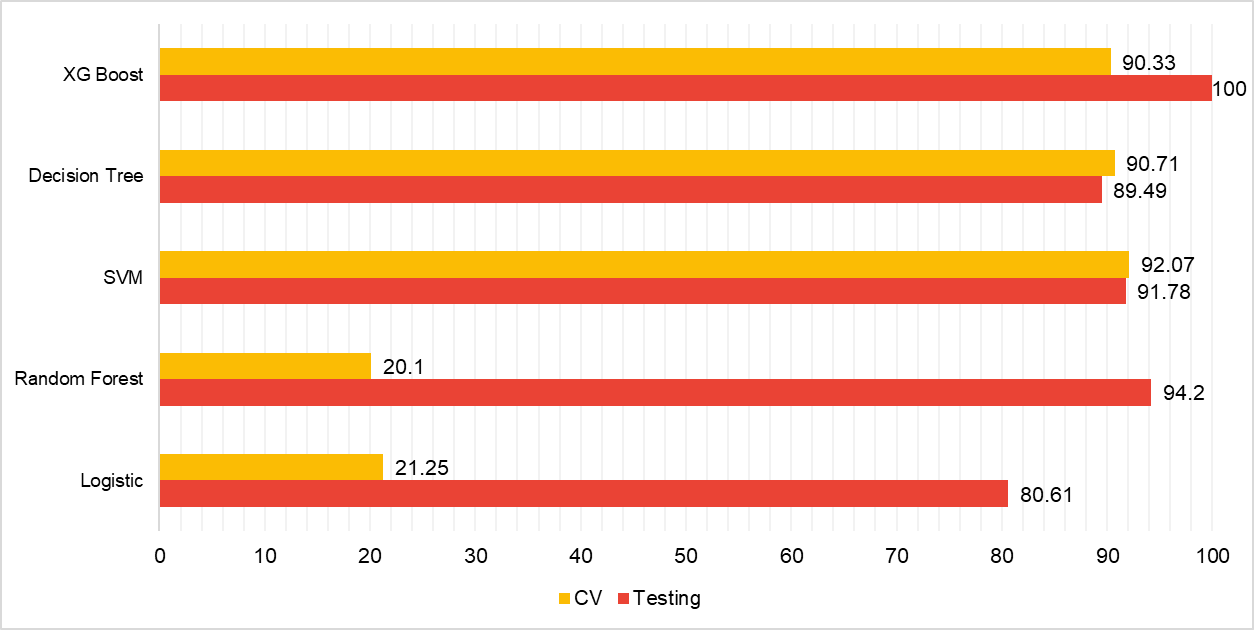 XG Boost
90.33
100
Decision Tree
90.71
89.49
SVM
92.07
91.78
Random Forest
20.1
94.2
Logistic
21.25
80.61
0 10 20 30 40 50 60 70 80 90 100
CV Testing